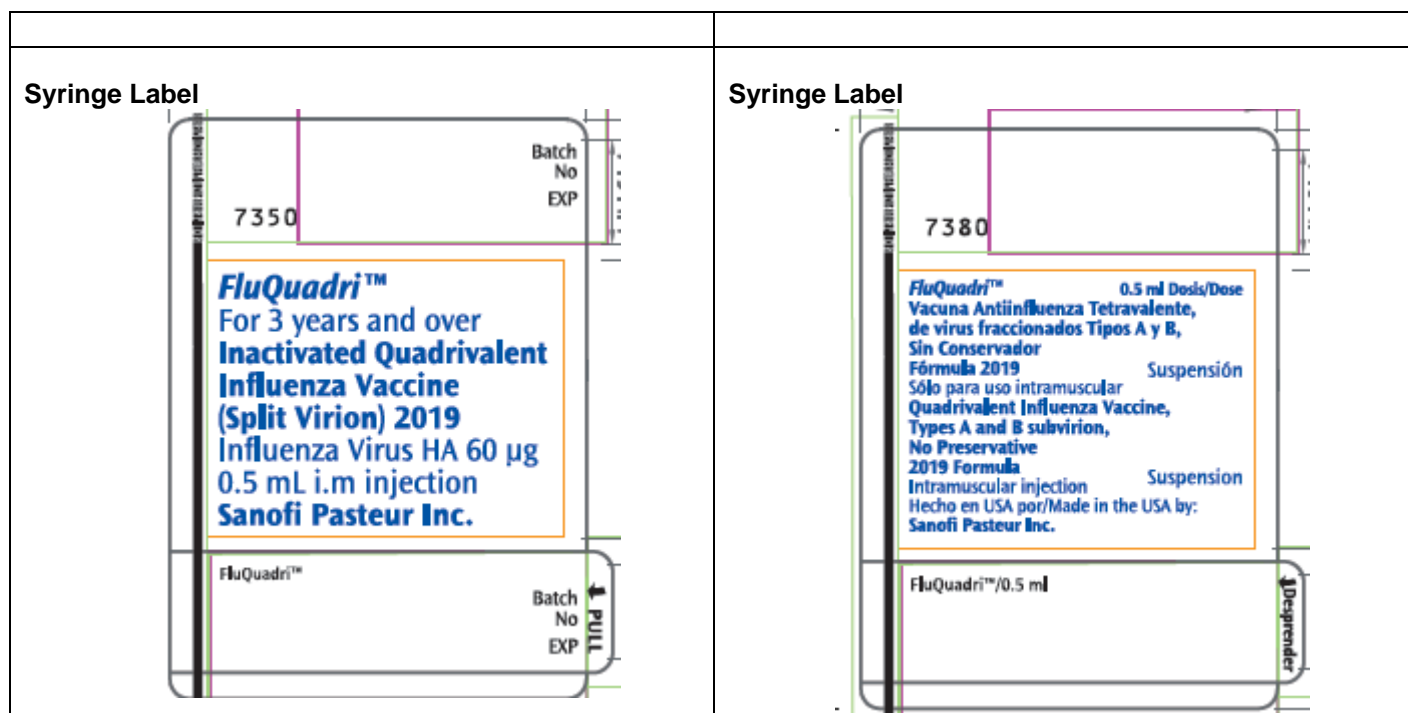 Syringe Label
Batch
No
EXP
7350
FluQuadri™
For 3 years and over
Inactivated Quadrivalent
Influenza Vaccine
(Split Virion) 2019
Influenza Virus HA 60 µg
0.5 mL i.m injection
Sanofi Pasteur Inc.
FluQuadri™
Batch
No
EXP
PULL
Syringe Label
7380
FluQuadri™ 0.5 ml Dosis/Dose
Vacuna Antiinfluenza Tetravalente,
de virus fraccionados Tipos A y B,
Sin Conservador
Fórmula 2019 Suspensión
Sólo para uso intramuscular
Quadrivalent Influenza Vaccine,
Types A and B subvirion,
No Preservative
2019 Formula Suspension
Intramuscular injection
Hecho en USA por/Made in the USA by:
Sanofi Pasteur Inc.
FluQuadri™/0.5 ml
Desprender